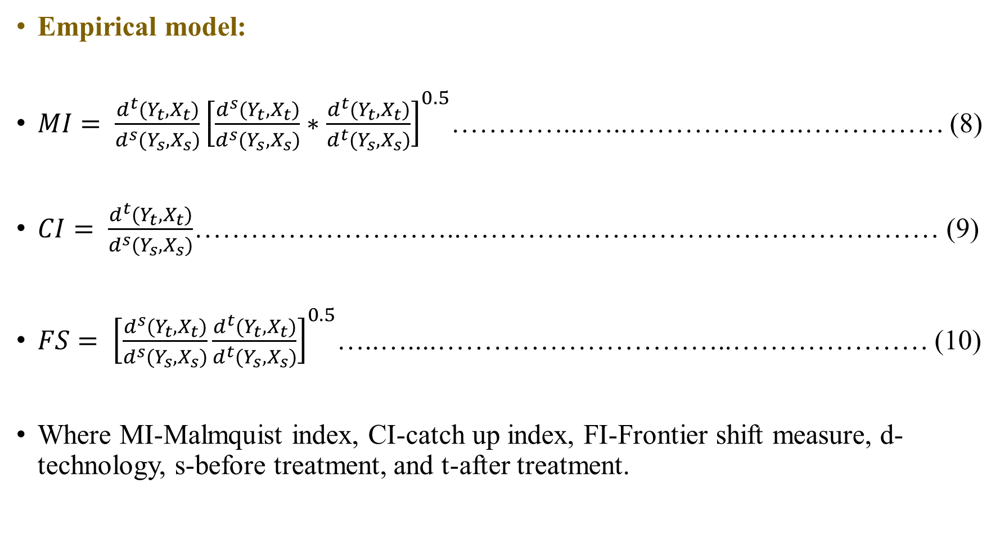 • Empirical model:
• $MI = \frac{d^t(Y_t,X_t)}{d^s(Y_s,X_s)} \left[ \frac{d^s(Y_t,X_t)}{d^s(Y_s,X_s)} * \frac{d^t(Y_t,X_t)}{d^t(Y_s,X_s)} \right]^{0.5}$ …………...…..……………….…………… (8)
• $CI = \frac{d^t(Y_t,X_t)}{d^s(Y_s,X_s)}$……………………….……………………………………………… (9)
• $FS = \left[ \frac{d^s(Y_t,X_t)}{d^s(Y_s,X_s)} \frac{d^t(Y_t,X_t)}{d^t(Y_s,X_s)} \right]^{0.5}$ …..…....…………………………..………………… (10)
• Where MI-Malmquist index, CI-catch up index, FI-Frontier shift measure, d-
technology, s-before treatment, and t-after treatment.